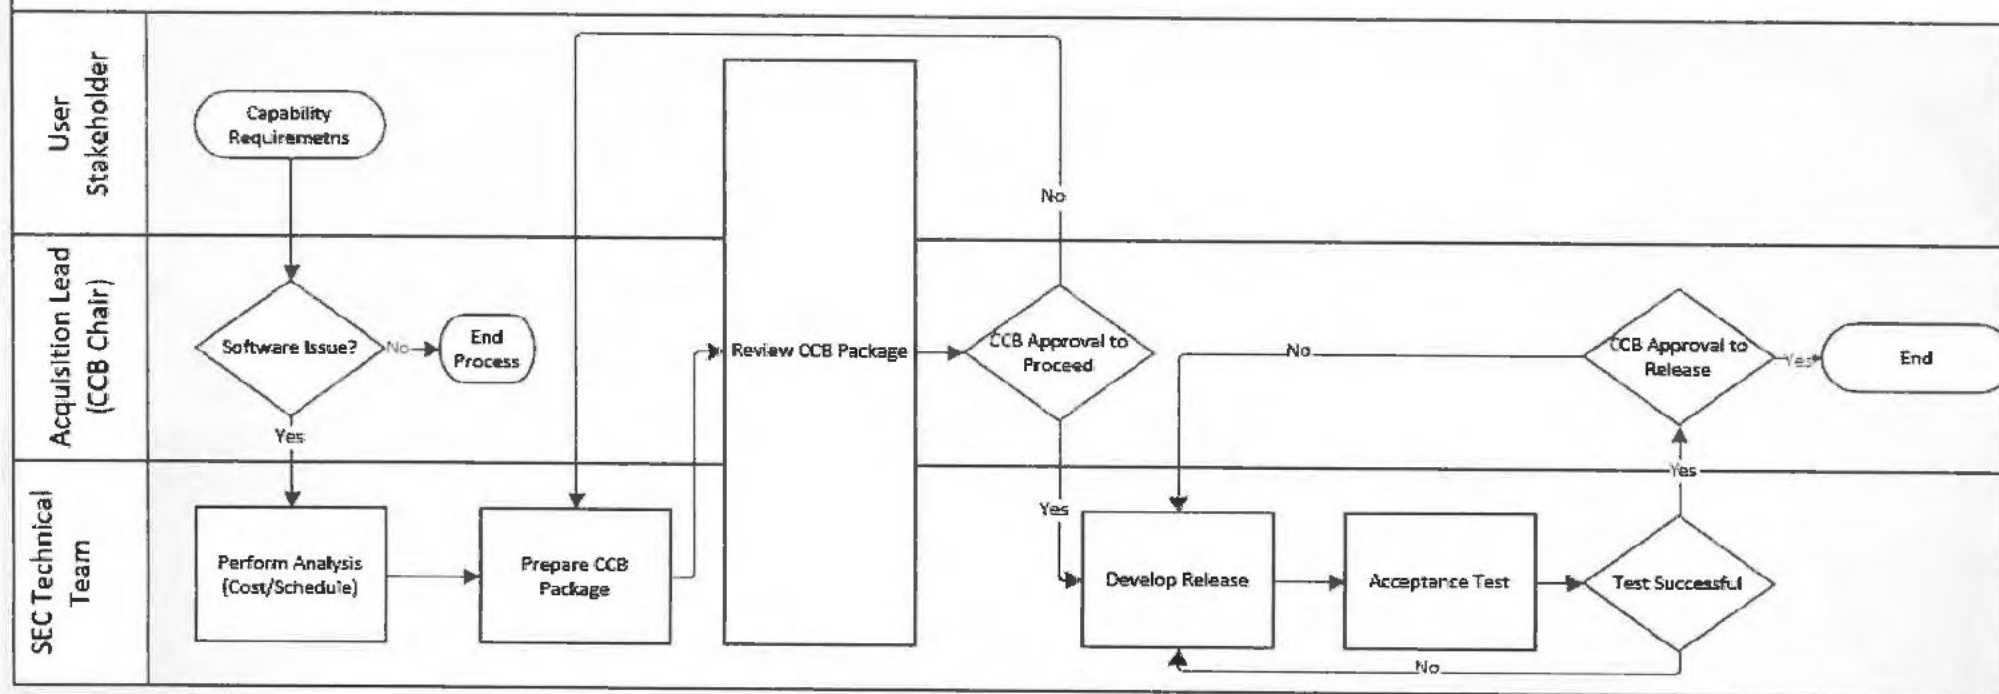 User
Stakeholder
Capability
Requiremetns
No
Acquisition Lead
(CCB Chair)
Software Issue?
No
End
Process
Yes
Review CCB Package
CCB Approval to
Proceed
No
CCB Approval to
Release
Yes
End
SEC Technical
Team
Perform Analysis
(Cost/Schedule)
Prepare CCB
Package
Yes
Develop Release
Acceptance Test
Test Successful
Yes
No